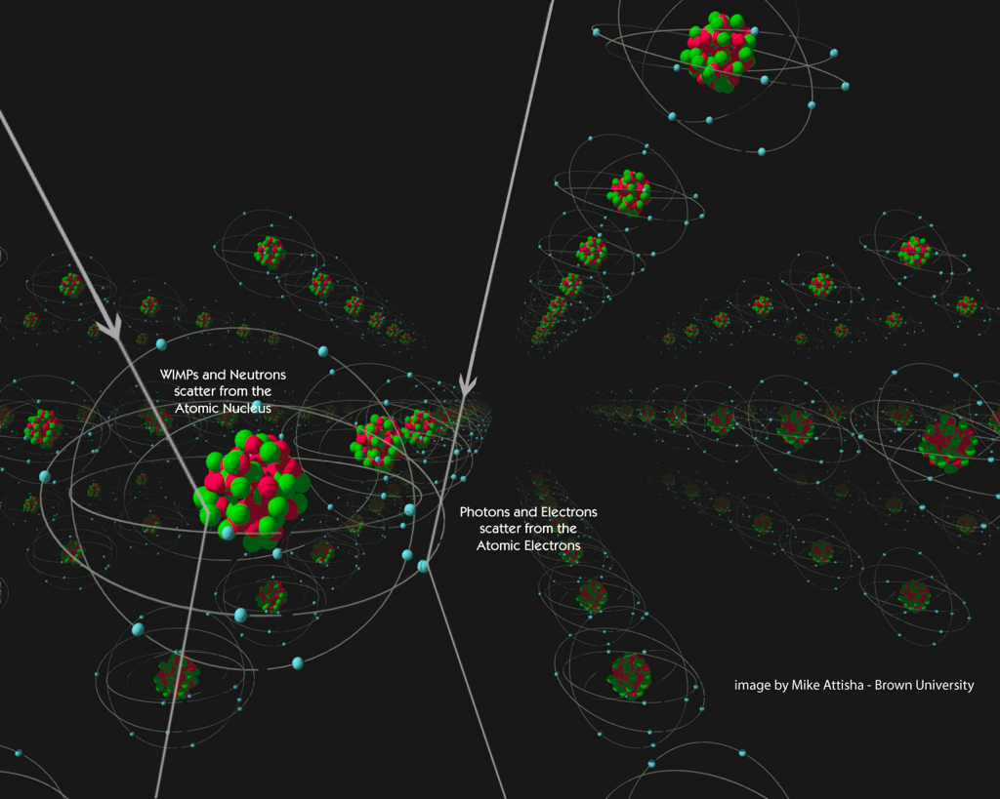 WIMPs and Neutrons
scatter from the
Atomic Nucleus
Photons and Electrons
scatter from the
Atomic Electrons
image by Mike Attisha - Brown University